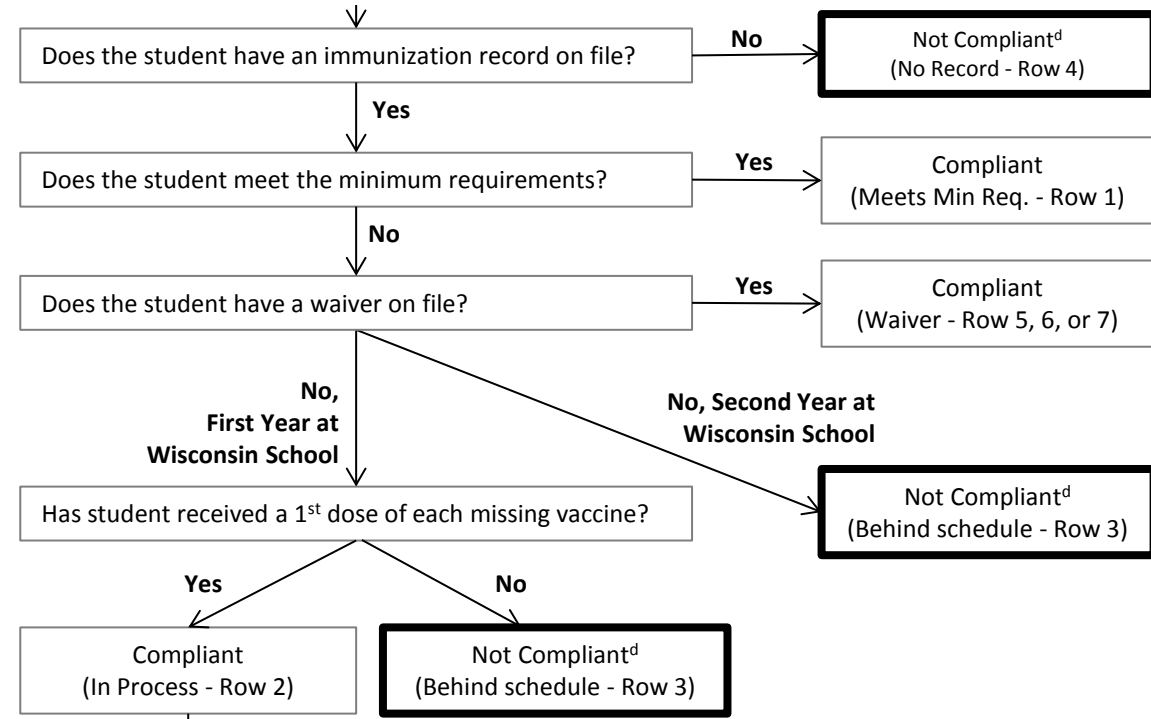 Does the student have an immunization record on file?
No
Not Compliantᵈ
(No Record - Row 4)
Yes
Does the student meet the minimum requirements?
Yes
Compliant
(Meets Min Req. - Row 1)
No
Does the student have a waiver on file?
Yes
Compliant
(Waiver - Row 5, 6, or 7)
No,
First Year at
Wisconsin School
No, Second Year at
Wisconsin School
Has student received a 1ˢᵗ dose of each missing vaccine?
Not Compliantᵈ
(Behind schedule - Row 3)
Yes
No
Compliant
(In Process - Row 2)
Not Compliantᵈ
(Behind schedule - Row 3)